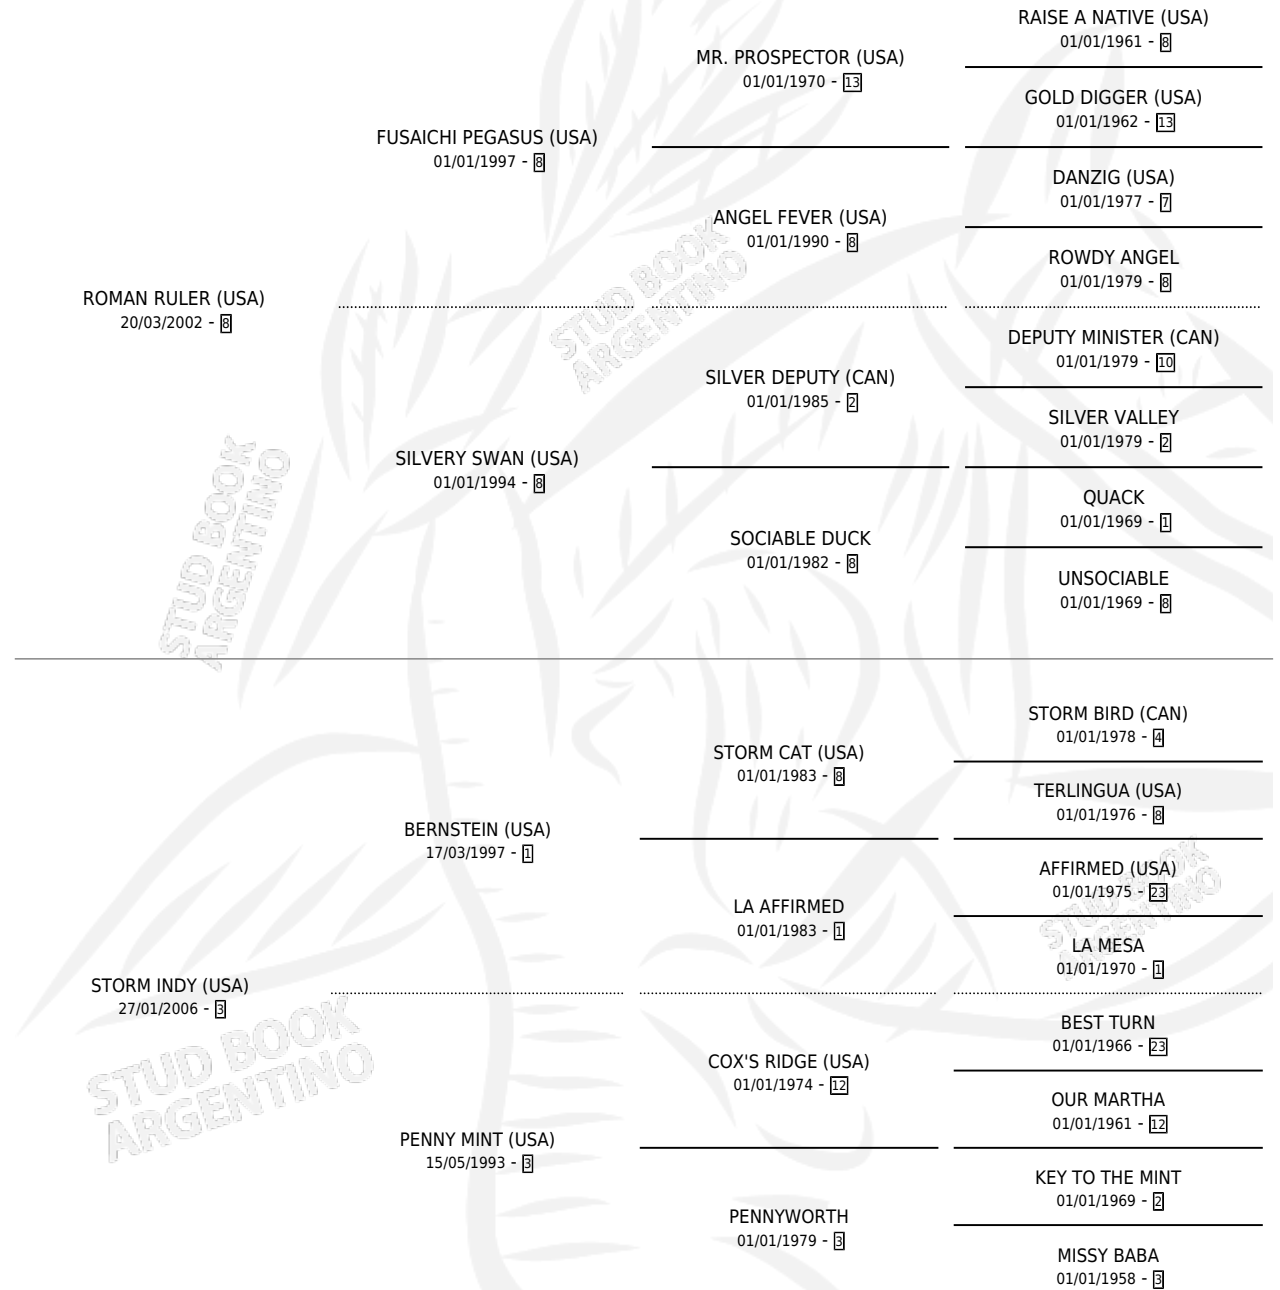 RAISE A NATIVE (USA)
01/01/1961 - 8
MR. PROSPECTOR (USA)
01/01/1970 - 13
GOLD DIGGER (USA)
01/01/1962 - 13
FUSAICHI PEGASUS (USA)
01/01/1997 - 8
DANZIG (USA)
01/01/1977 - 7
ANGEL FEVER (USA)
01/01/1990 - 8
ROWDY ANGEL
01/01/1979 - 8
STUD BOOK
ARGENTINO
ROMAN RULER (USA)
20/03/2002 - 8
DEPUTY MINISTER (CAN)
01/01/1979 - 10
SILVER DEPUTY (CAN)
01/01/1985 - 2
SILVER VALLEY
01/01/1979 - 2
SILVERY SWAN (USA)
01/01/1994 - 8
QUACK
01/01/1969 - 1
SOCIABLE DUCK
01/01/1982 - 8
UNSOCIABLE
01/01/1969 - 8
STUD BOOK
ARGENTINO
STORM BIRD (CAN)
01/01/1978 - 4
STORM CAT (USA)
01/01/1983 - 8
TERLINGUA (USA)
01/01/1976 - 8
BERNSTEIN (USA)
17/03/1997 - 1
AFFIRMED (USA)
01/01/1975 - 23
LA AFFIRMED
01/01/1983 - 1
LA MESA
01/01/1970 - 1
STUD BOOK
ARGENTINO
STORM INDY (USA)
27/01/2006 - 3
BEST TURN
01/01/1966 - 23
COX'S RIDGE (USA)
01/01/1974 - 12
OUR MARTHA
01/01/1961 - 12
STUD BOOK
ARGENTINO
PENNY MINT (USA)
15/05/1993 - 3
KEY TO THE MINT
01/01/1969 - 2
PENNYWORTH
01/01/1979 - 3
MISSY BABA
01/01/1958 - 3